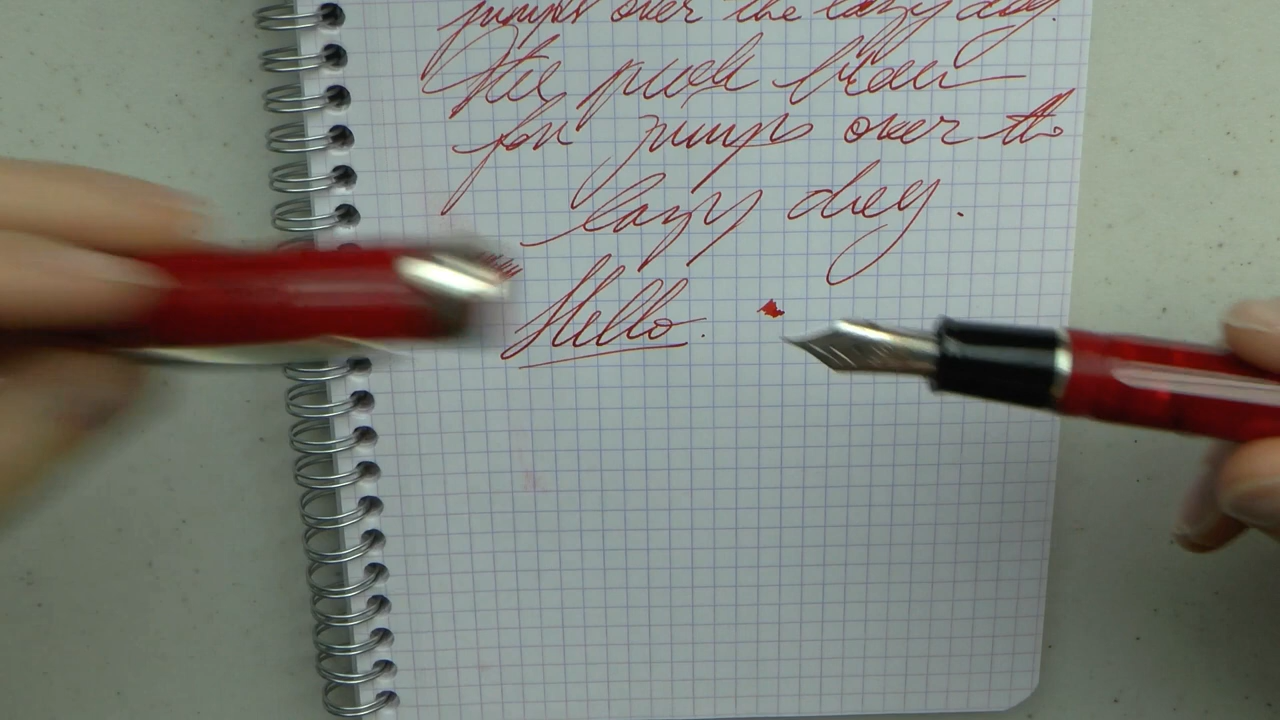 jumps over the lazy dog.
The quick brown
fox jumps over the
lazy dog.
Hello.